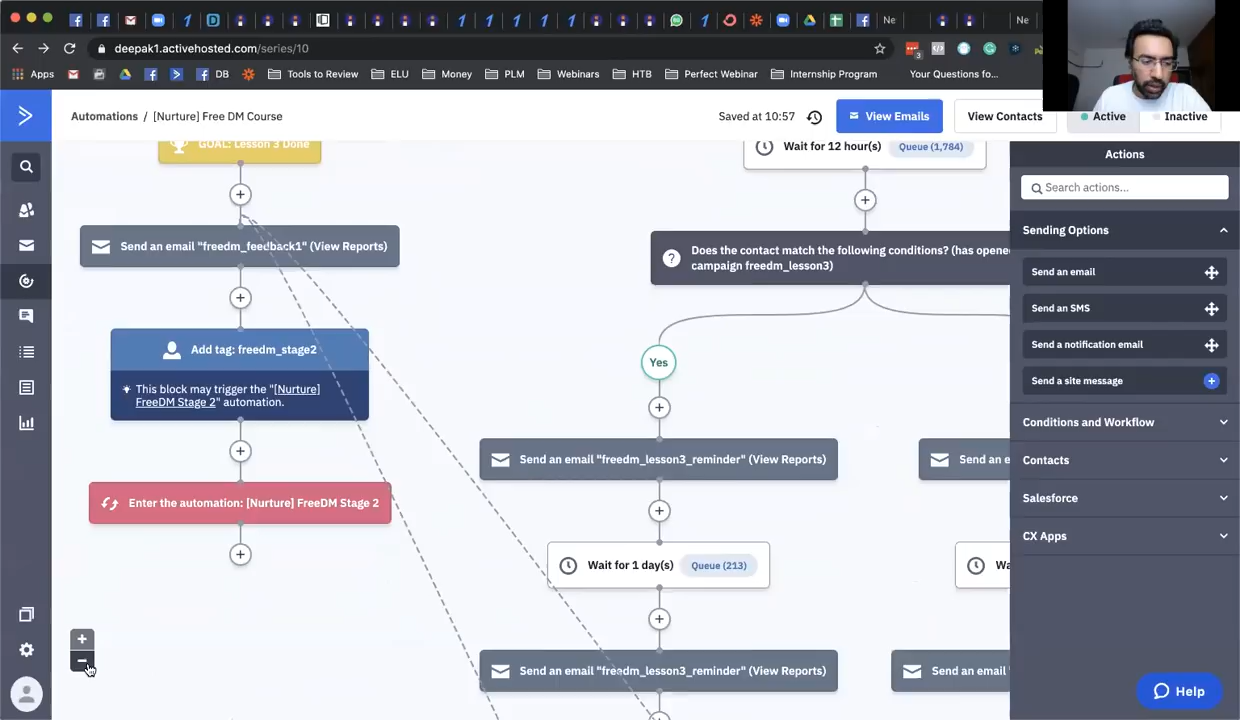 Ne
Ne
deepak1.activehosted.com/series/10
3
Apps
DB
Tools to Review
ELU
Money
PLM
Webinars
HTB
Perfect Webinar
Internship Program
Your Questions fo...
Automations / [Nurture] Free DM Course
Saved at 10:57
View Emails
View Contacts
Active
Inactive
GOAL: Lesson 3 Done
Send an email "freedm_feedback1" (View Reports)
Add tag: freedm_stage2
This block may trigger the "[Nurture]
FreeDM Stage 2" automation.
Enter the automation: [Nurture] FreeDM Stage 2
+
−
Wait for 12 hour(s) Queue (1,784)
Does the contact match the following conditions? (has opene
campaign freedm_lesson3)
Yes
Send an email "freedm_lesson3_reminder" (View Reports)
Send an e
Wait for 1 day(s) Queue (213)
Wa
Send an email "freedm_lesson3_reminder" (View Reports)
Send an email
Actions
Search actions...
Sending Options
Send an email
Send an SMS
Send a notification email
Send a site message
Conditions and Workflow
Contacts
Salesforce
CX Apps
Help